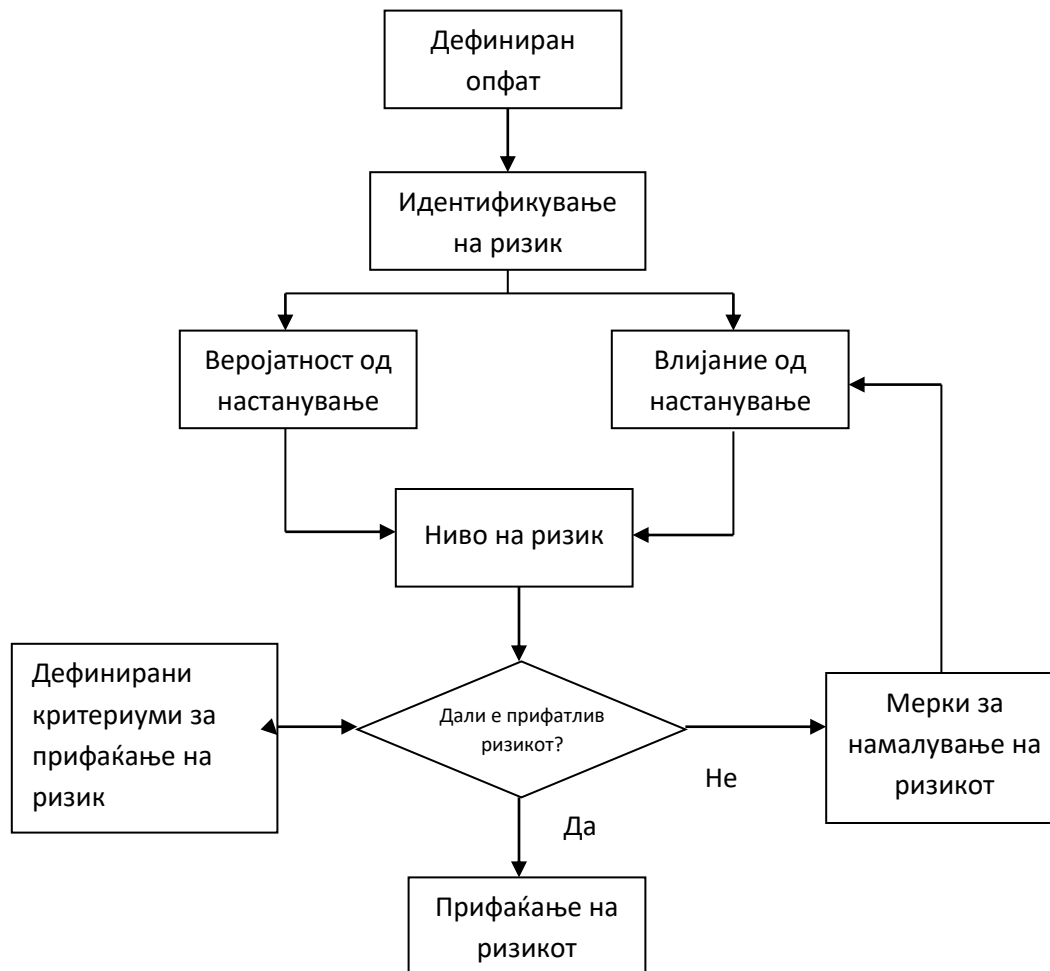 Дефиниран
опфат
Идентификување
на ризик
Веројатност од
настанување
Влијание од
настанување
Ниво на ризик
Дефинирани
критериуми за
прифаќање на
ризик
Дали е прифатлив
ризикот?
Не
Мерки за
намалување на
ризикот
Да
Прифаќање на
ризикот